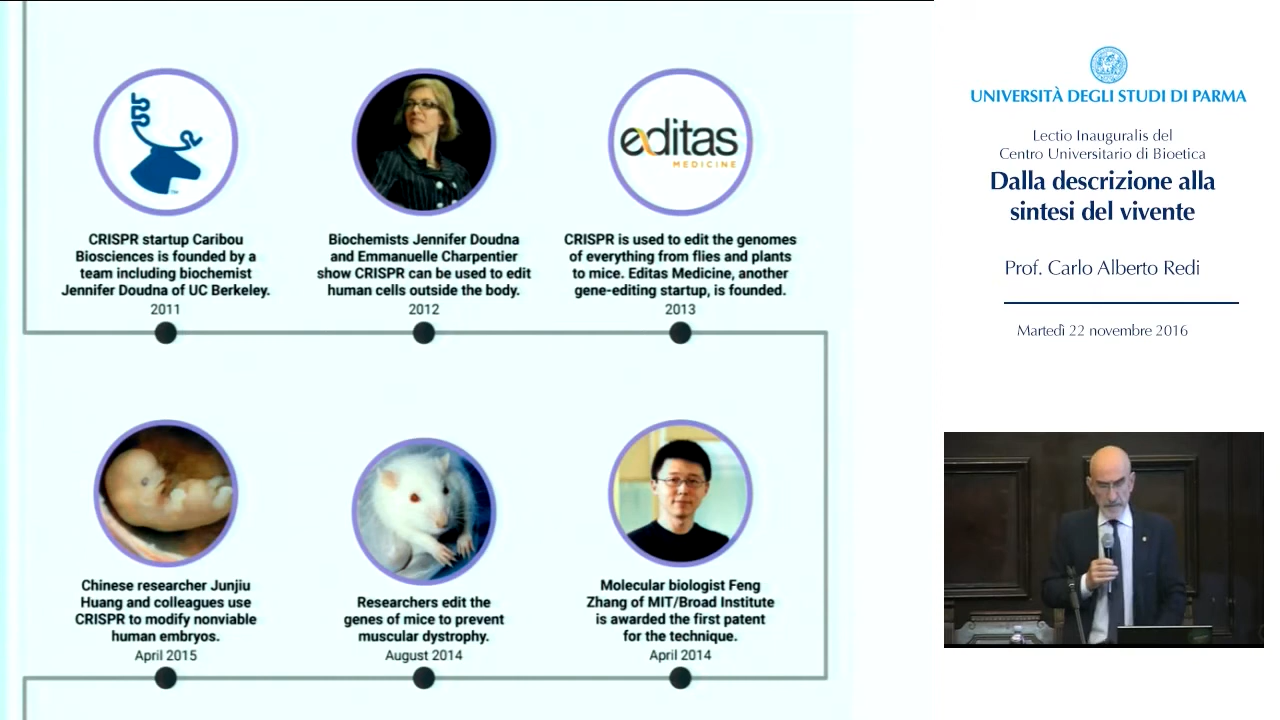 editas
MEDICINE
CRISPR startup Caribou
Biosciences is founded by a
team including biochemist
Jennifer Doudna of UC Berkeley.
2011
Biochemists Jennifer Doudna
and Emmanuelle Charpentier
show CRISPR can be used to edit
human cells outside the body.
2012
CRISPR is used to edit the genomes
of everything from flies and plants
to mice. Editas Medicine, another
gene-editing startup, is founded.
2013
Chinese researcher Junjiu
Huang and colleagues use
CRISPR to modify nonviable
human embryos.
April 2015
Researchers edit the
genes of mice to prevent
muscular dystrophy.
August 2014
Molecular biologist Feng
Zhang of MIT/Broad Institute
is awarded the first patent
for the technique.
April 2014
UNIVERSITÀ DEGLI STUDI DI PARMA
Lectio Inauguralis del
Centro Universitario di Bioetica
Dalla descrizione alla
sintesi del vivente
Prof. Carlo Alberto Redi
Martedì 22 novembre 2016